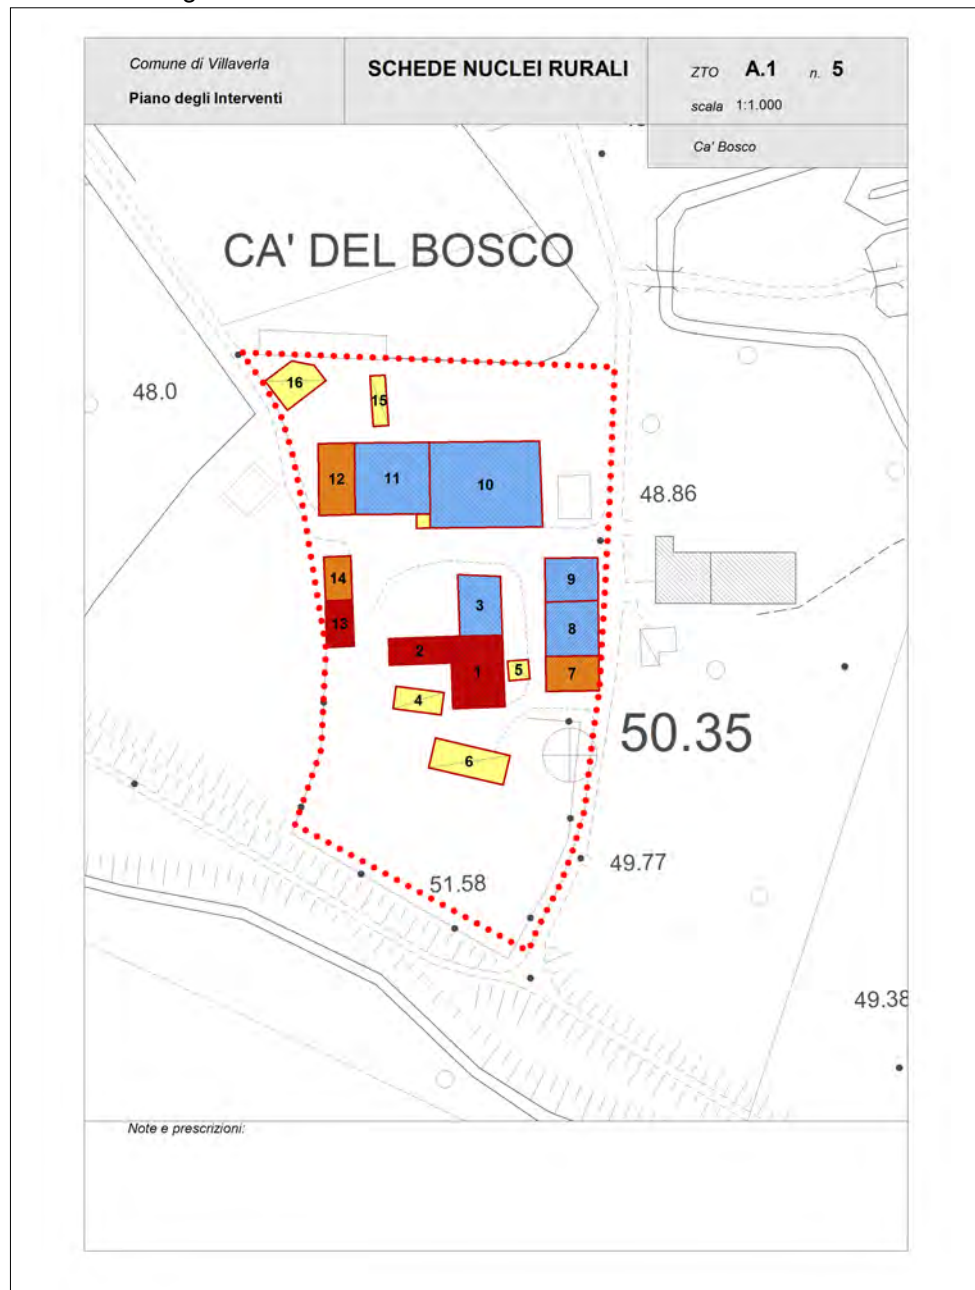 Comune di Villaverla
Piano degli Interventi
SCHEDE NUCLEI RURALI
ZTO A.1 n. 5
scala 1:1.000
Ca' Bosco
CA' DEL BOSCO
48.0
16
15
12
11
10
48.86
14
9
3
13
8
2
1
5
7
4
50.35
6
49.77
51.58
49.38
Note e prescrizioni: